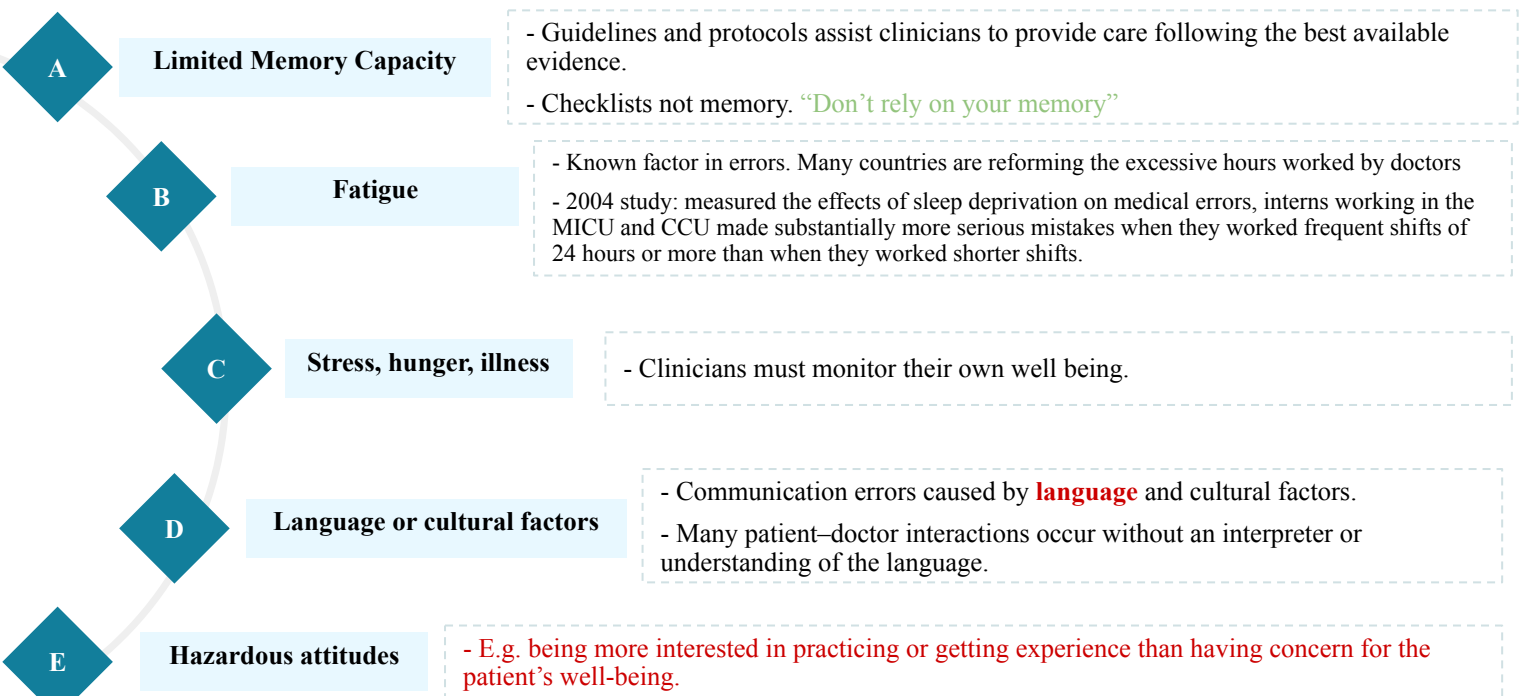 A
Limited Memory Capacity
- Guidelines and protocols assist clinicians to provide care following the best available
evidence.
- Checklists not memory. “Don’t rely on your memory”
B
Fatigue
- Known factor in errors. Many countries are reforming the excessive hours worked by doctors
- 2004 study: measured the effects of sleep deprivation on medical errors, interns working in the
MICU and CCU made substantially more serious mistakes when they worked frequent shifts of
24 hours or more than when they worked shorter shifts.
C
Stress, hunger, illness
- Clinicians must monitor their own well being.
D
Language or cultural factors
- Communication errors caused by language and cultural factors.
- Many patient–doctor interactions occur without an interpreter or
understanding of the language.
E
Hazardous attitudes
- E.g. being more interested in practicing or getting experience than having concern for the
patient’s well-being.